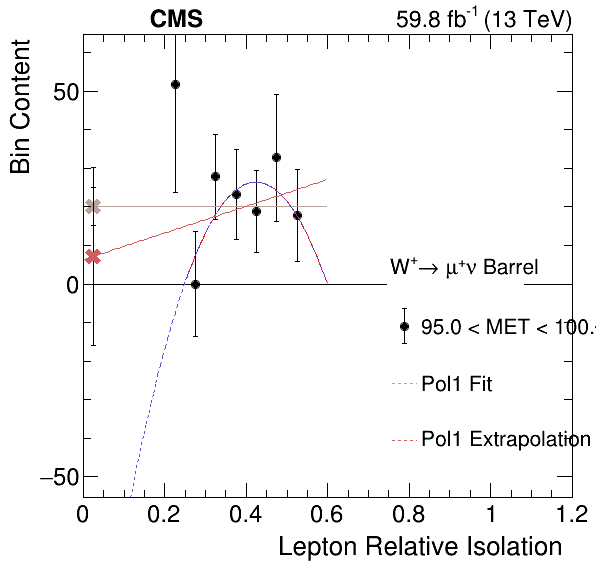 CMS
59.8 fb⁻¹ (13 TeV)
Bin Content
50
0
−50
W⁺→ μ⁺ν Barrel
95.0 < MET < 100.
Pol1 Fit
Pol1 Extrapolation
0 0.2 0.4 0.6 0.8 1 1.2
Lepton Relative Isolation